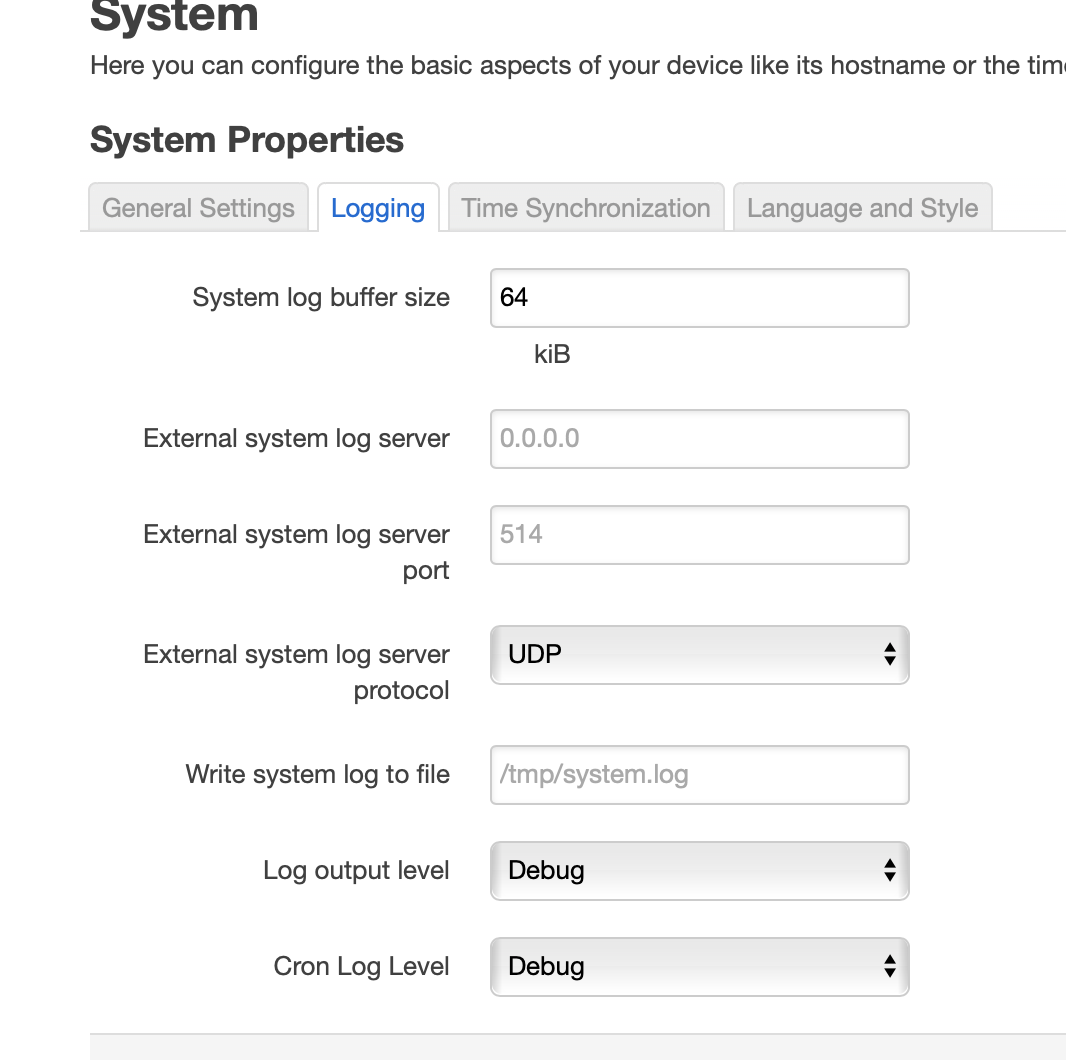 System
Here you can configure the basic aspects of your device like its hostname or the
System Properties
General Settings Logging Time Synchronization Language and Style
System log buffer size 64
kiB
External system log server 0.0.0.0
External system log server
port 514
External system log server
protocol UDP
Write system log to file /tmp/system.log
Log output level Debug
Cron Log Level Debug